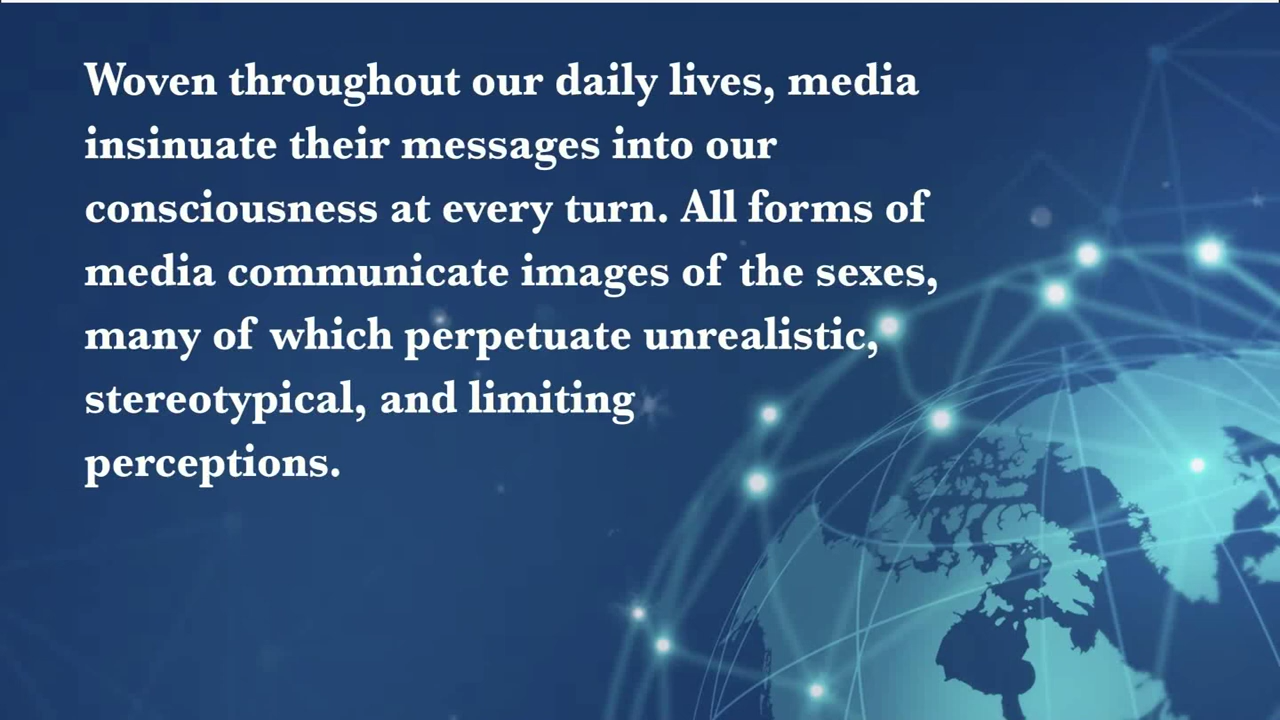 Woven throughout our daily lives, media
insinuate their messages into our
consciousness at every turn. All forms of
media communicate images of the sexes,
many of which perpetuate unrealistic,
stereotypical, and limiting
perceptions.